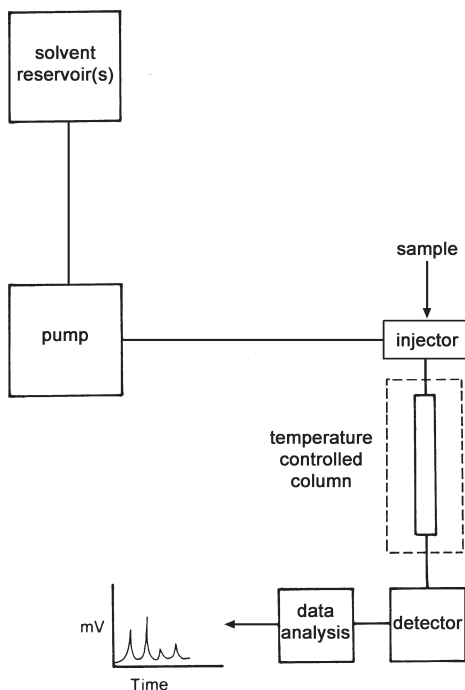 solvent
reservoir(s)
sample
pump
injector
temperature
controlled
column
data
analysis
detector
mV
Time